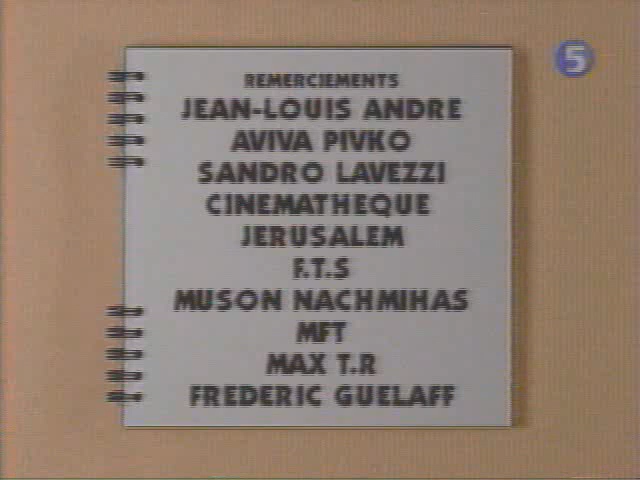 5
REMERCIEMENTS
JEAN-LOUIS ANDRE
AVIVA PIVKO
SANDRO LAVEZZI
CINEMATHEQUE
JERUSALEM
F.T.S
MUSON NACHMIHAS
MFT
MAX T.R
FREDERIC GUELAFF